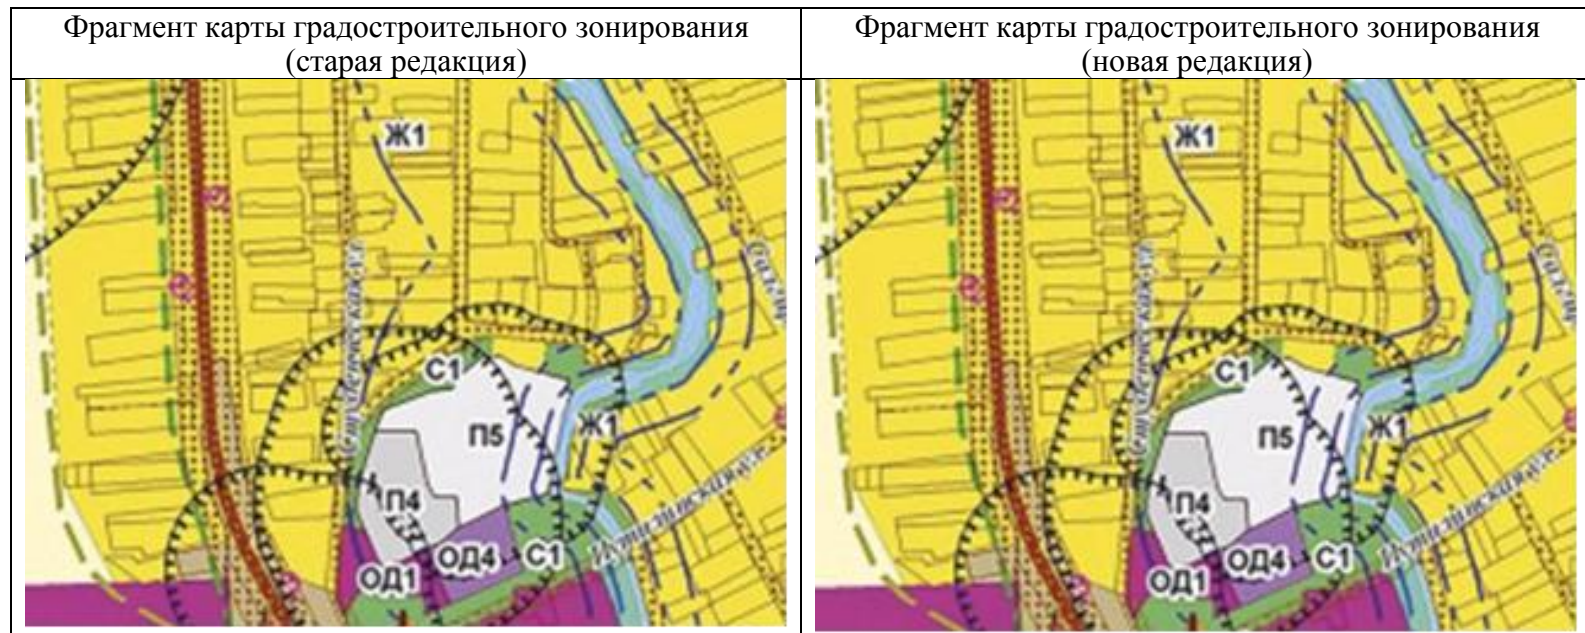 Фрагмент карты градостроительного зонирования
(старая редакция)
Фрагмент карты градостроительного зонирования
(новая редакция)
Ж1
С1
П5
Ж1
П4
ОД4
С1
ОД1
Ж1
С1
П5
Ж1
П4
ОД4
С1
ОД1